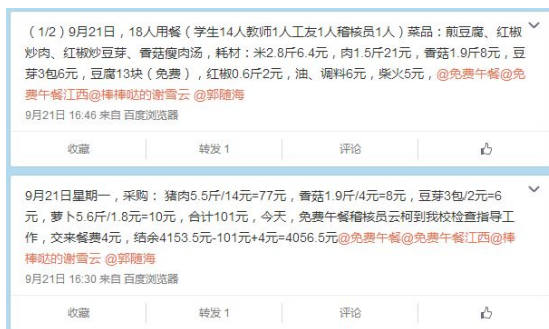 （1/2）9月21日，18人用餐（学生14人教师1人工友1人稽核员1人）菜品：煎豆腐、红椒
炒肉、红椒炒豆芽、香菇瘦肉汤，耗材：米2.8斤6.4元，肉1.5斤21元，香菇1.9斤8元，豆
芽3包6元，豆腐13块（免费），红椒0.6斤2元，油、调料6元，柴火5元，@免费午餐@免
费午餐江西@棒棒哒的谢雪云 @郭随海
9月21日 16:46 来自 百度浏览器
收藏 转发 1 评论
9月21日星期一，采购： 猪肉5.5斤/14元=77元，香菇1.9斤/4元=8元，豆芽3包/2元=6
元，萝卜5.6斤/1.8元=10元，合计101元，今天，免费午餐稽核员云柯到我校检查指导工
作，交来餐费4元，结余4153.5元-101元+4元=4056.5元@免费午餐@免费午餐江西@棒
棒哒的谢雪云 @郭随海
9月21日 16:30 来自 百度浏览器
收藏 转发 1 评论